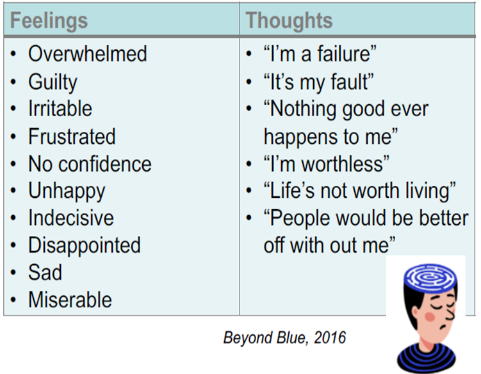 Feelings
• Overwhelmed
• Guilty
• Irritable
• Frustrated
• No confidence
• Unhappy
• Indecisive
• Disappointed
• Sad
• Miserable
Thoughts
• “I’m a failure”
• “It’s my fault”
• “Nothing good ever
happens to me”
• “I’m worthless”
• “Life’s not worth living”
• “People would be better
off with out me”
Beyond Blue, 2016